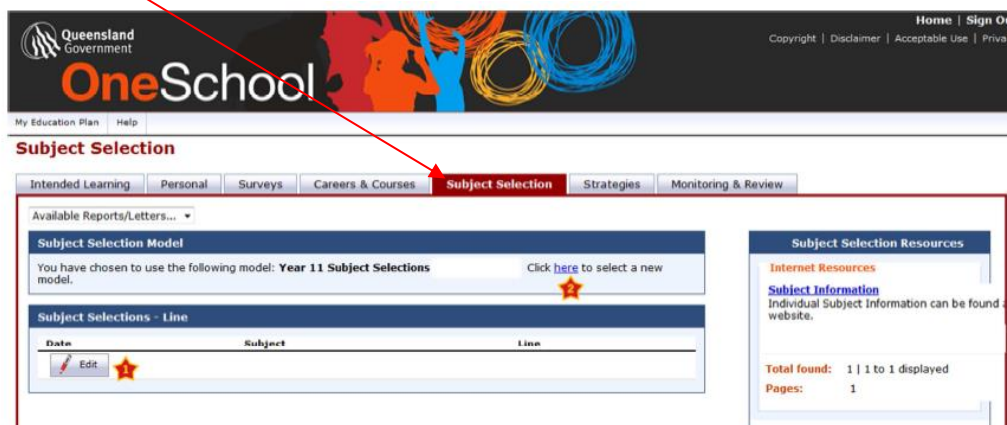 Home | Sign
Queensland
Government
Copyright | Disclaimer | Acceptable Use |
OneSchool
My Education Plan Help
Subject Selection
Intended Learning Personal Surveys Careers & Courses Subject Selection Strategies Monitoring & Review
Available Reports/Letters...
Subject Selection Model
You have chosen to use the following model: Year 11 Subject Selections Click here to select a new
model.
2
Subject Selections - Line
Date Subject Line
Edit 1
Subject Selection Resources
Internet Resources
Subject Information
Individual Subject Information can be found
website.
Total found: 1 | 1 to 1 displayed
Pages: 1